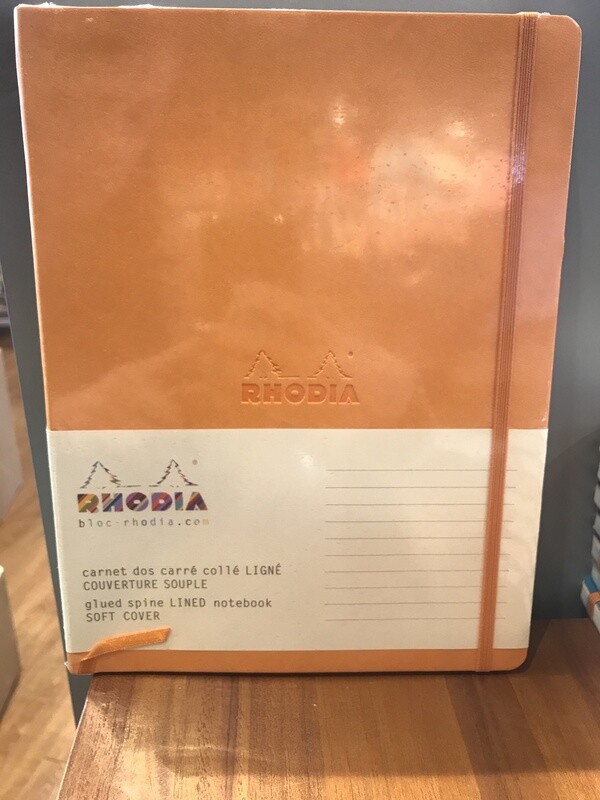 RHODIA
RHODIA
bloc-rhodia.com
carnet dos carré collé LIGNÉ
COUVERTURE SOUPLE
glued spine LINED notebook
SOFT COVER